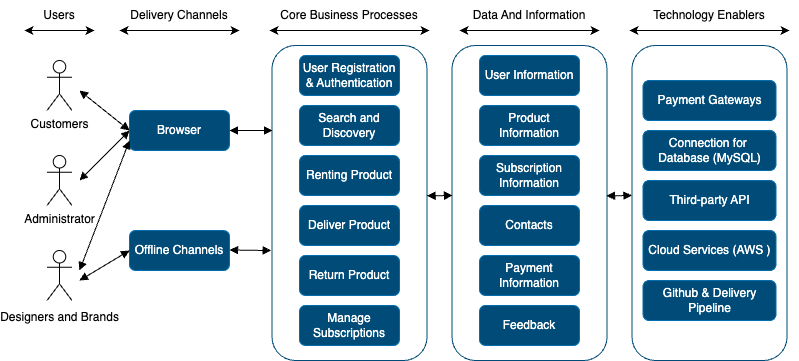 Users
Delivery Channels
Core Business Processes
Data And Information
Technology Enablers
Customers
Administrator
Designers and Brands
Browser
Offline Channels
User Registration
& Authentication
Search and
Discovery
Renting Product
Deliver Product
Return Product
Manage
Subscriptions
User Information
Product
Information
Subscription
Information
Contacts
Payment
Information
Feedback
Payment Gateways
Connection for
Database (MySQL)
Third-party API
Cloud Services (AWS )
Github & Delivery
Pipeline